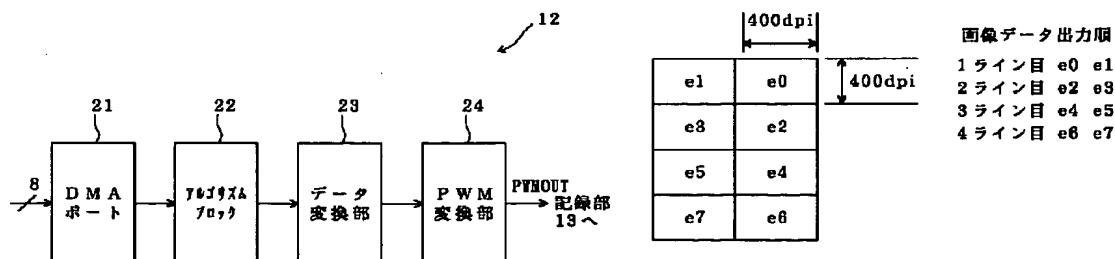 12
21
22
23
24
8
DMA
ポート
アルゴリズム
ブロック
データ
変換部
PWM
変換部
PWMOUT
記録部
13へ
400dpi
400dpi
e1 e0
e3 e2
e5 e4
e7 e6
画像データ出力順
1ライン目 e0 e1
2ライン目 e2 e3
3ライン目 e4 e5
4ライン目 e6 e7